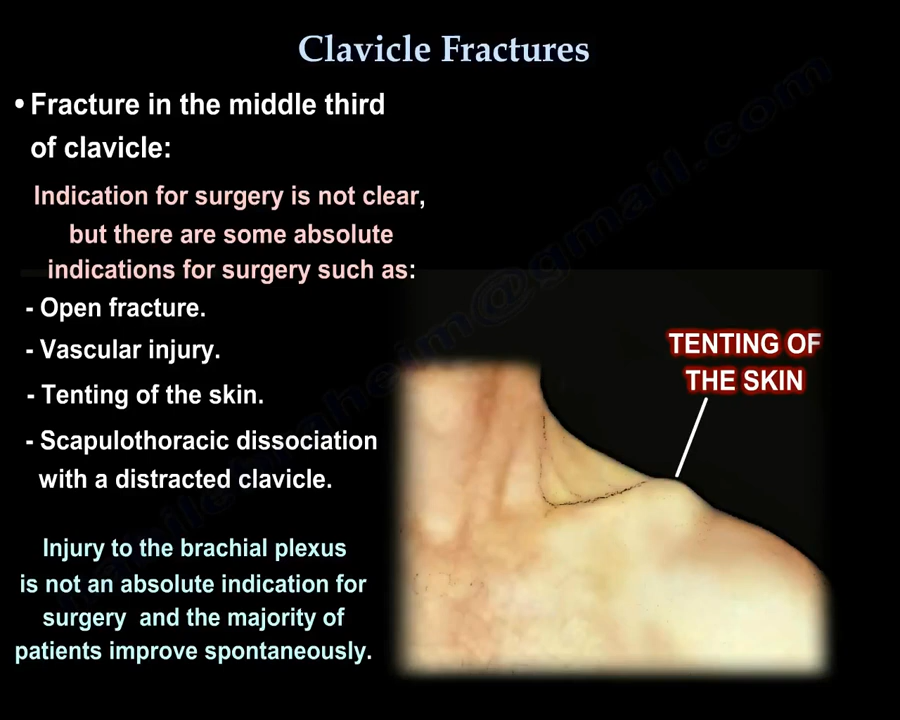 Clavicle Fractures
• Fracture in the middle third
of clavicle:
Indication for surgery is not clear,
but there are some absolute
indications for surgery such as:
- Open fracture.
- Vascular injury.
- Tenting of the skin.
- Scapulothoracic dissociation
with a distracted clavicle.
Injury to the brachial plexus
is not an absolute indication for
surgery and the majority of
patients improve spontaneously.
TENTING OF
THE SKIN